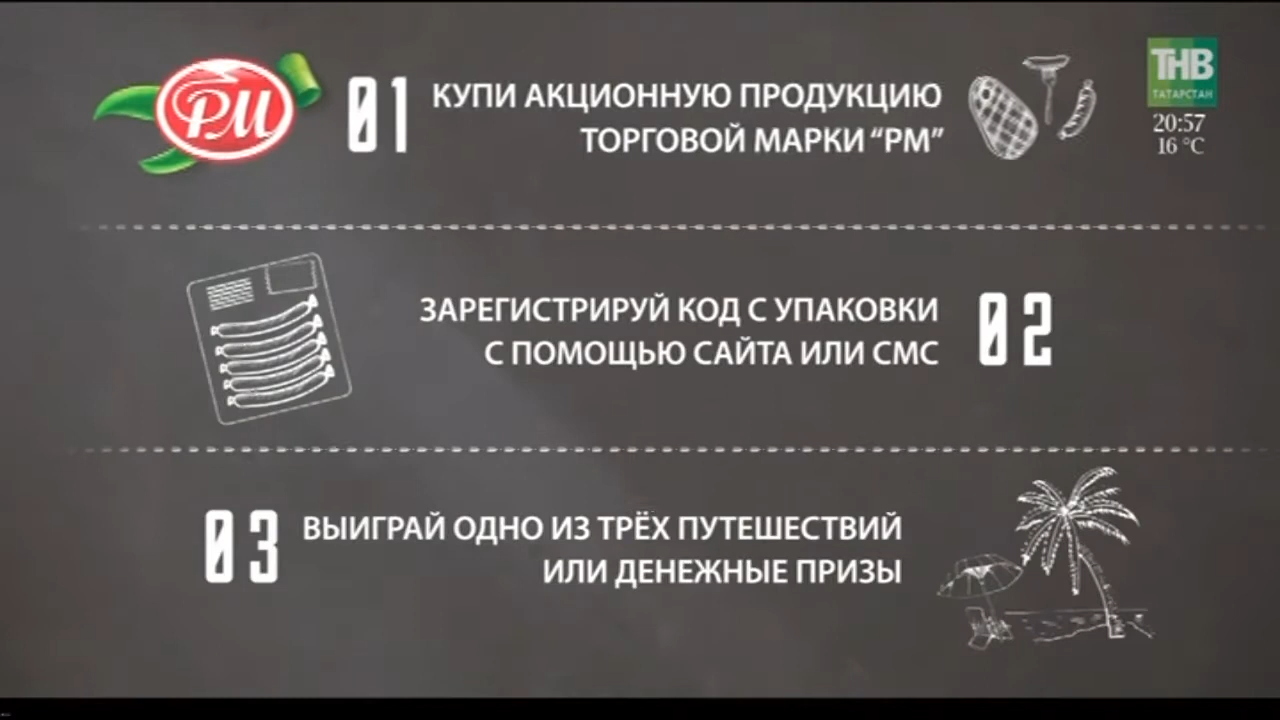 РМ
01
КУПИ АКЦИОННУЮ ПРОДУКЦИЮ
ТОРГОВОЙ МАРКИ “РМ”
ТНВ
ТАТАРСТАН
20:57
16 °C
ЗАРЕГИСТРИРУЙ КОД С УПАКОВКИ
С ПОМОЩЬЮ САЙТА ИЛИ СМС
02
03
ВЫИГРАЙ ОДНО ИЗ ТРЁХ ПУТЕШЕСТВИЙ
ИЛИ ДЕНЕЖНЫЕ ПРИЗЫ